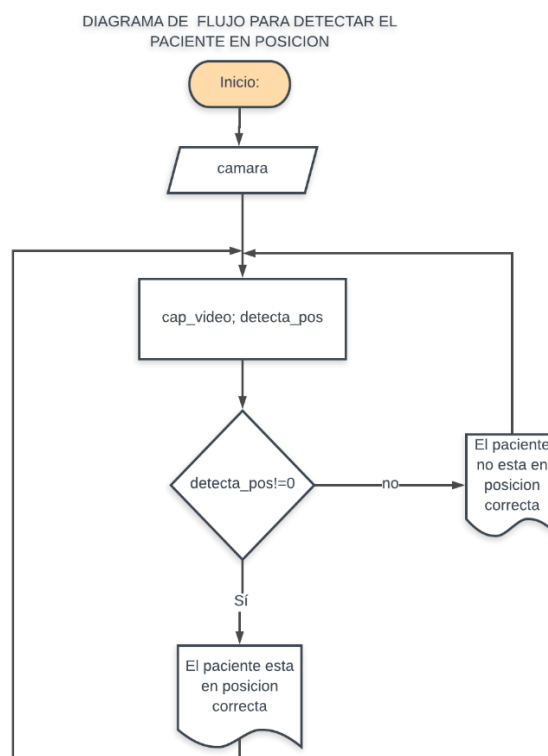 DIAGRAMA DE FLUJO PARA DETECTAR EL
PACIENTE EN POSICION
Inicio:
camara
cap_video; detecta_pos
detecta_pos!=0
no
El paciente
no esta en
posicion
correcta
Sí
El paciente esta
en posicion
correcta